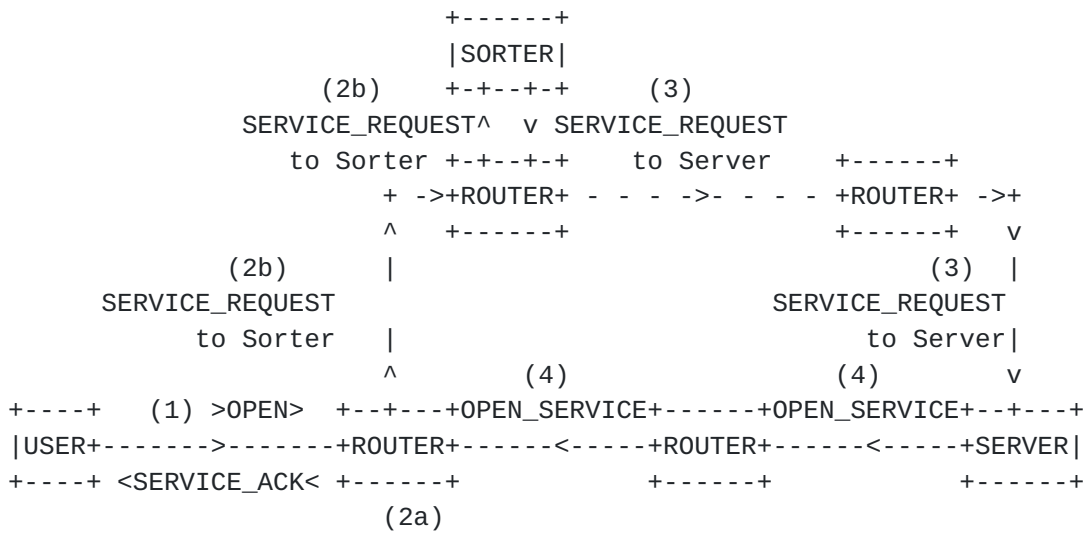 +------+
                            |SORTER|
                    (2b)    +-+--+-+     (3)
               SERVICE_REQUEST^  v SERVICE_REQUEST
                  to Sorter +-+--+-+    to Server    +------+
                        + ->+ROUTER+ - - - ->- - - - +ROUTER+ ->+
                        ^   +------+                 +------+   v
              (2b)      |                                  (3)  |
      SERVICE_REQUEST                            SERVICE_REQUEST
            to Sorter   |                              to Server|
                        ^        (4)                 (4)        v
+----+   (1) >OPEN>  +--+---+OPEN_SERVICE+------+OPEN_SERVICE+--+---+
|USER+------->-------+ROUTER+------<-----+ROUTER+------<-----+SERVER|
+----+ <SERVICE_ACK< +------+            +------+            +------+
                        (2a)